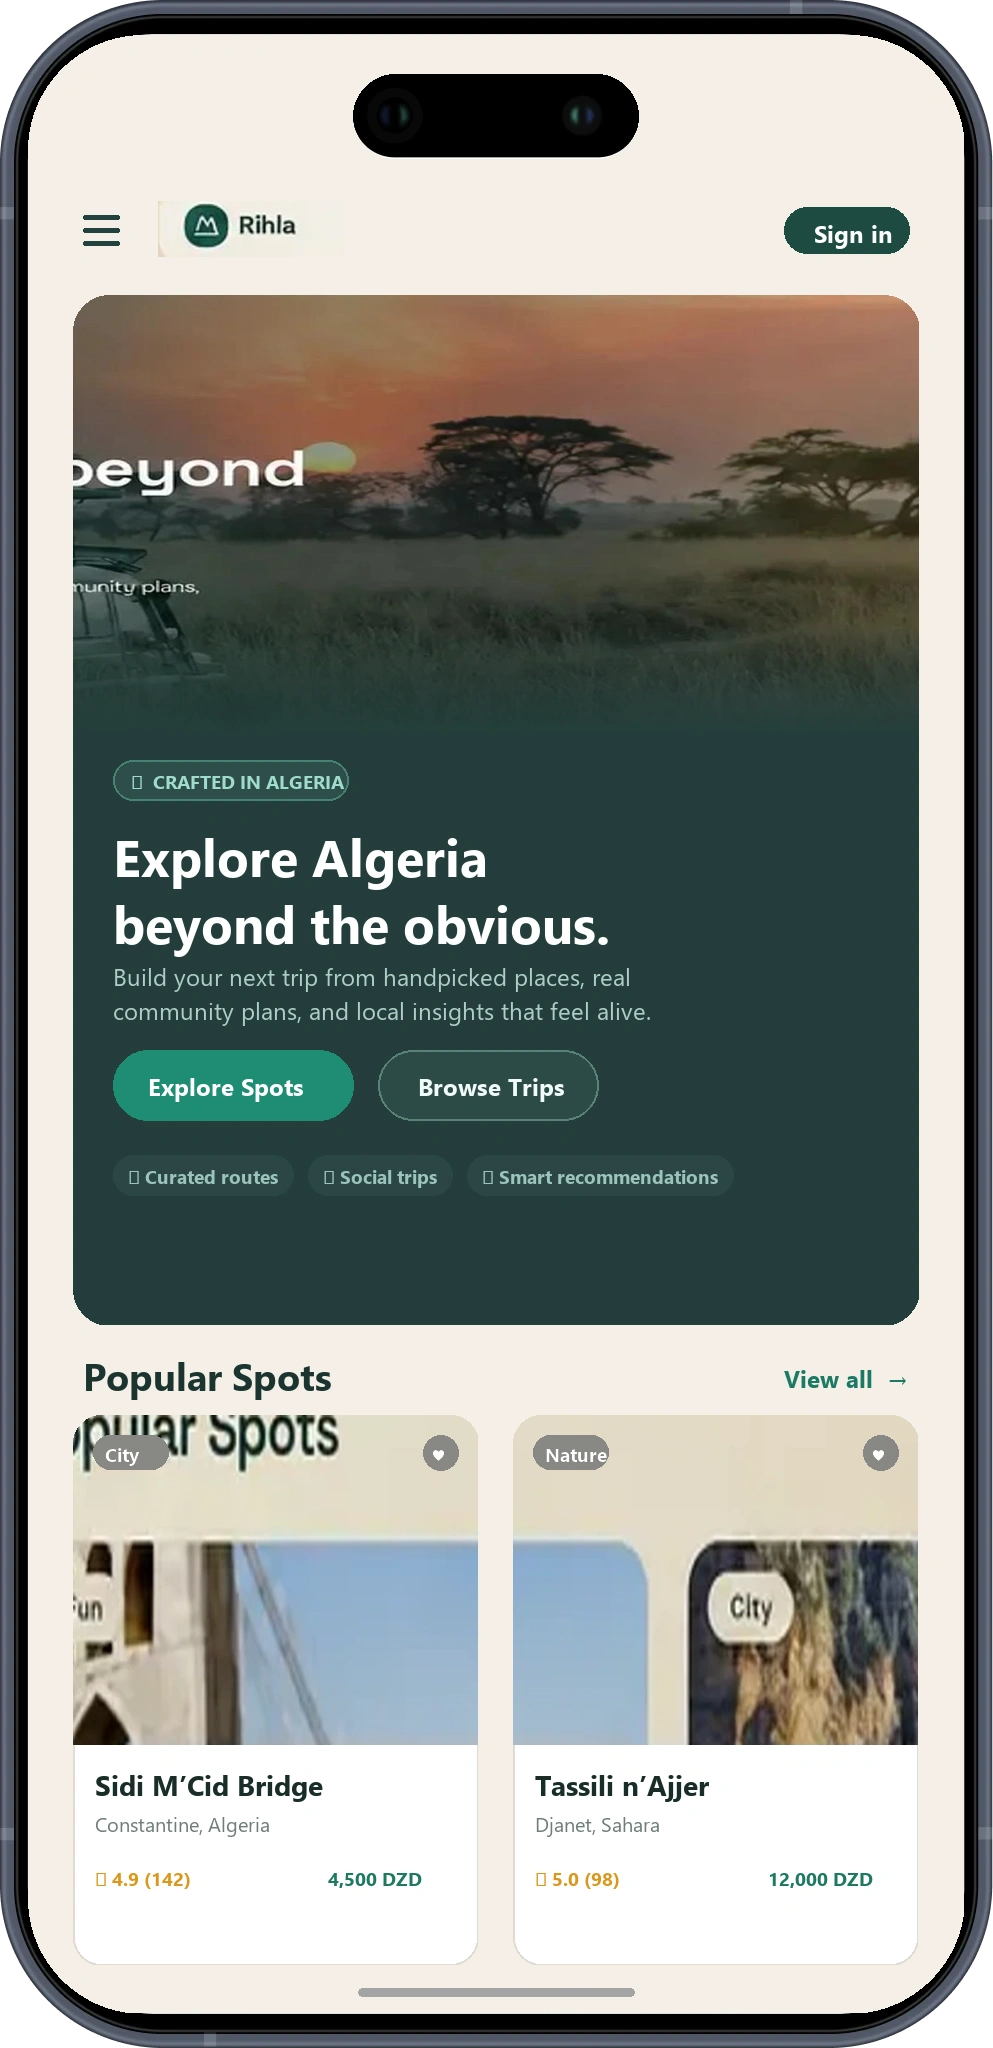 Rihla
Sign in
beyond
munity plans,
CRAFTED IN ALGERIA
Explore Algeria
beyond the obvious.
Build your next trip from handpicked places, real
community plans, and local insights that feel alive.
Explore Spots
Browse Trips
Curated routes
Social trips
Smart recommendations
Popular Spots
View all →
opular Spots
City
♥
Fun
Sidi M’Cid Bridge
Constantine, Algeria
4.9 (142)
4,500 DZD
Nature
♥
City
Tassili n’Ajjer
Djanet, Sahara
5.0 (98)
12,000 DZD